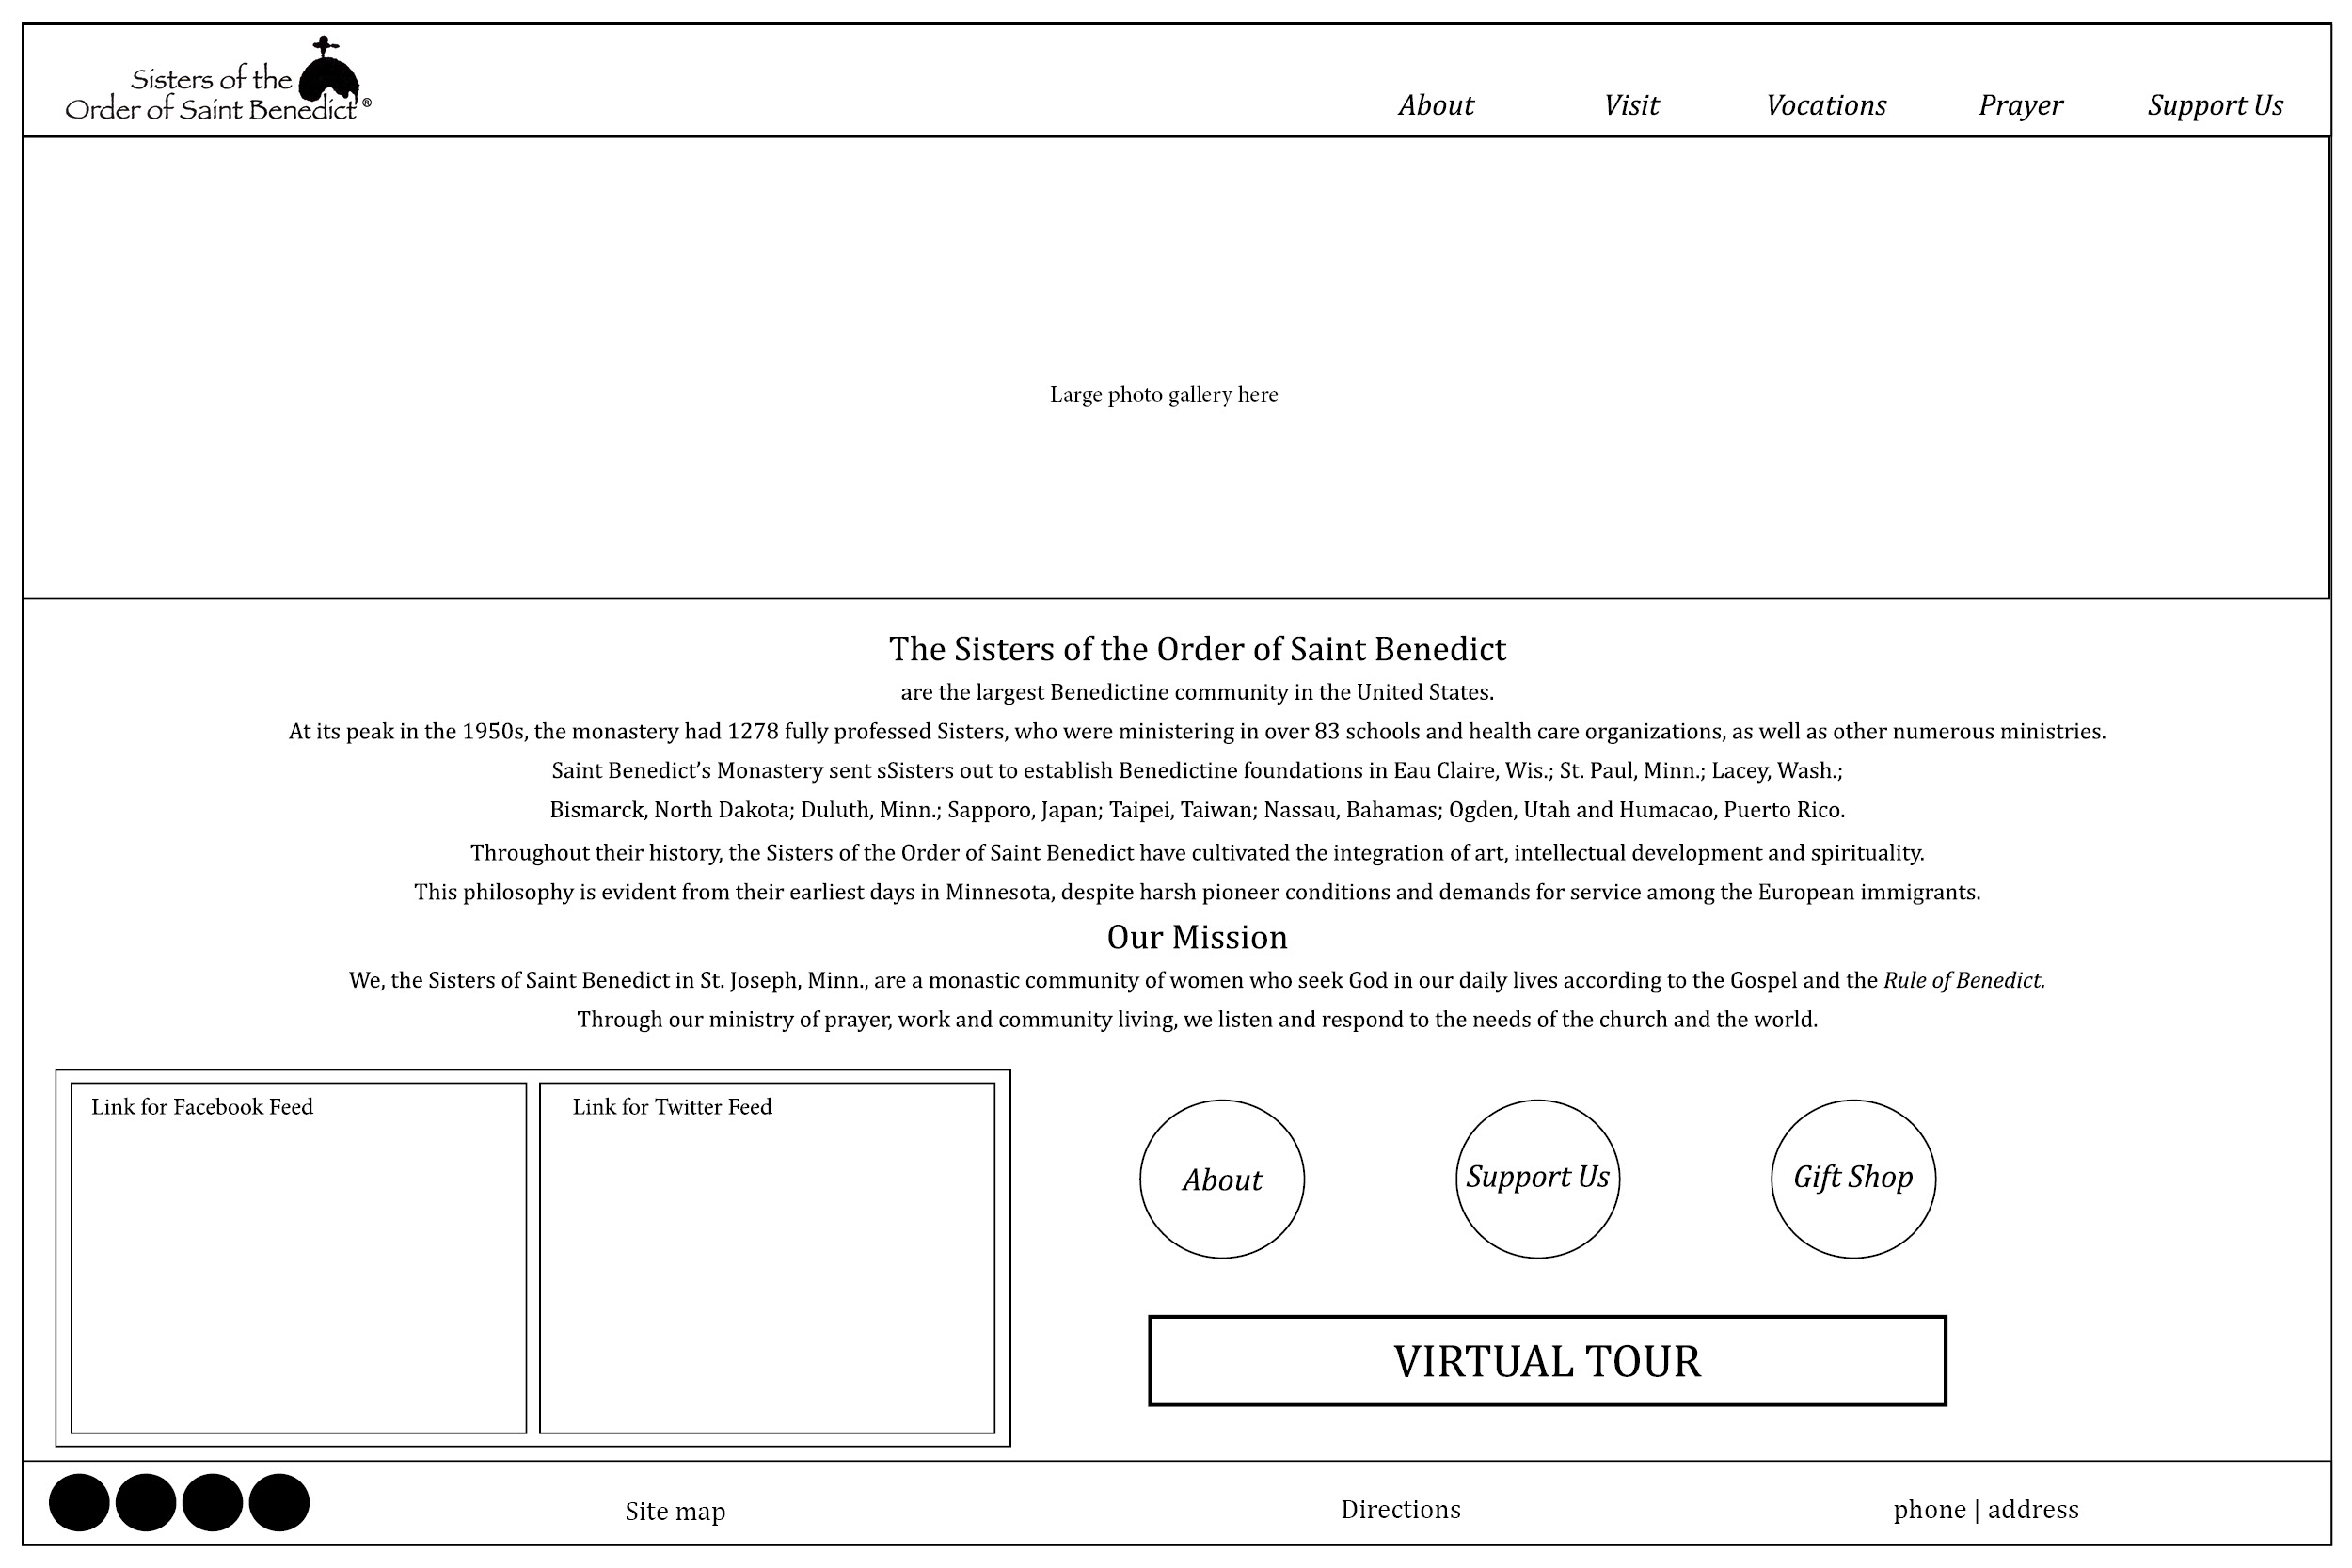 Sisters of the
Order of Saint Benedict®
About Visit Vocations Prayer Support Us
Large photo gallery here
The Sisters of the Order of Saint Benedict
are the largest Benedictine community in the United States.
At its peak in the 1950s, the monastery had 1278 fully professed Sisters, who were ministering in over 83 schools and health care organizations, as well as other numerous ministries.
Saint Benedict’s Monastery sent sSisters out to establish Benedictine foundations in Eau Claire, Wis.; St. Paul, Minn.; Lacey, Wash.;
Bismarck, North Dakota; Duluth, Minn.; Sapporo, Japan; Taipei, Taiwan; Nassau, Bahamas; Ogden, Utah and Humacao, Puerto Rico.
Throughout their history, the Sisters of the Order of Saint Benedict have cultivated the integration of art, intellectual development and spirituality.
This philosophy is evident from their earliest days in Minnesota, despite harsh pioneer conditions and demands for service among the European immigrants.
Our Mission
We, the Sisters of Saint Benedict in St. Joseph, Minn., are a monastic community of women who seek God in our daily lives according to the Gospel and the Rule of Benedict.
Through our ministry of prayer, work and community living, we listen and respond to the needs of the church and the world.
Link for Facebook Feed
Link for Twitter Feed
About
Support Us
Gift Shop
VIRTUAL TOUR
Site map
Directions
phone | address